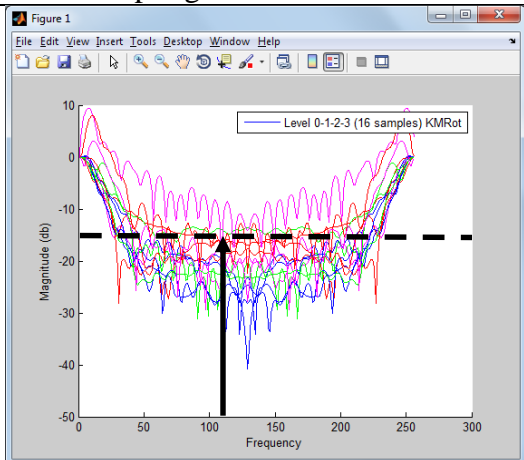 Figure 1
File Edit View Insert Tools Desktop Window Help
Level 0-1-2-3 (16 samples) KMRot
10
0
-10
-20
-30
-40
-50
Magnitude (db)
0 50 100 150 200 250 300
Frequency